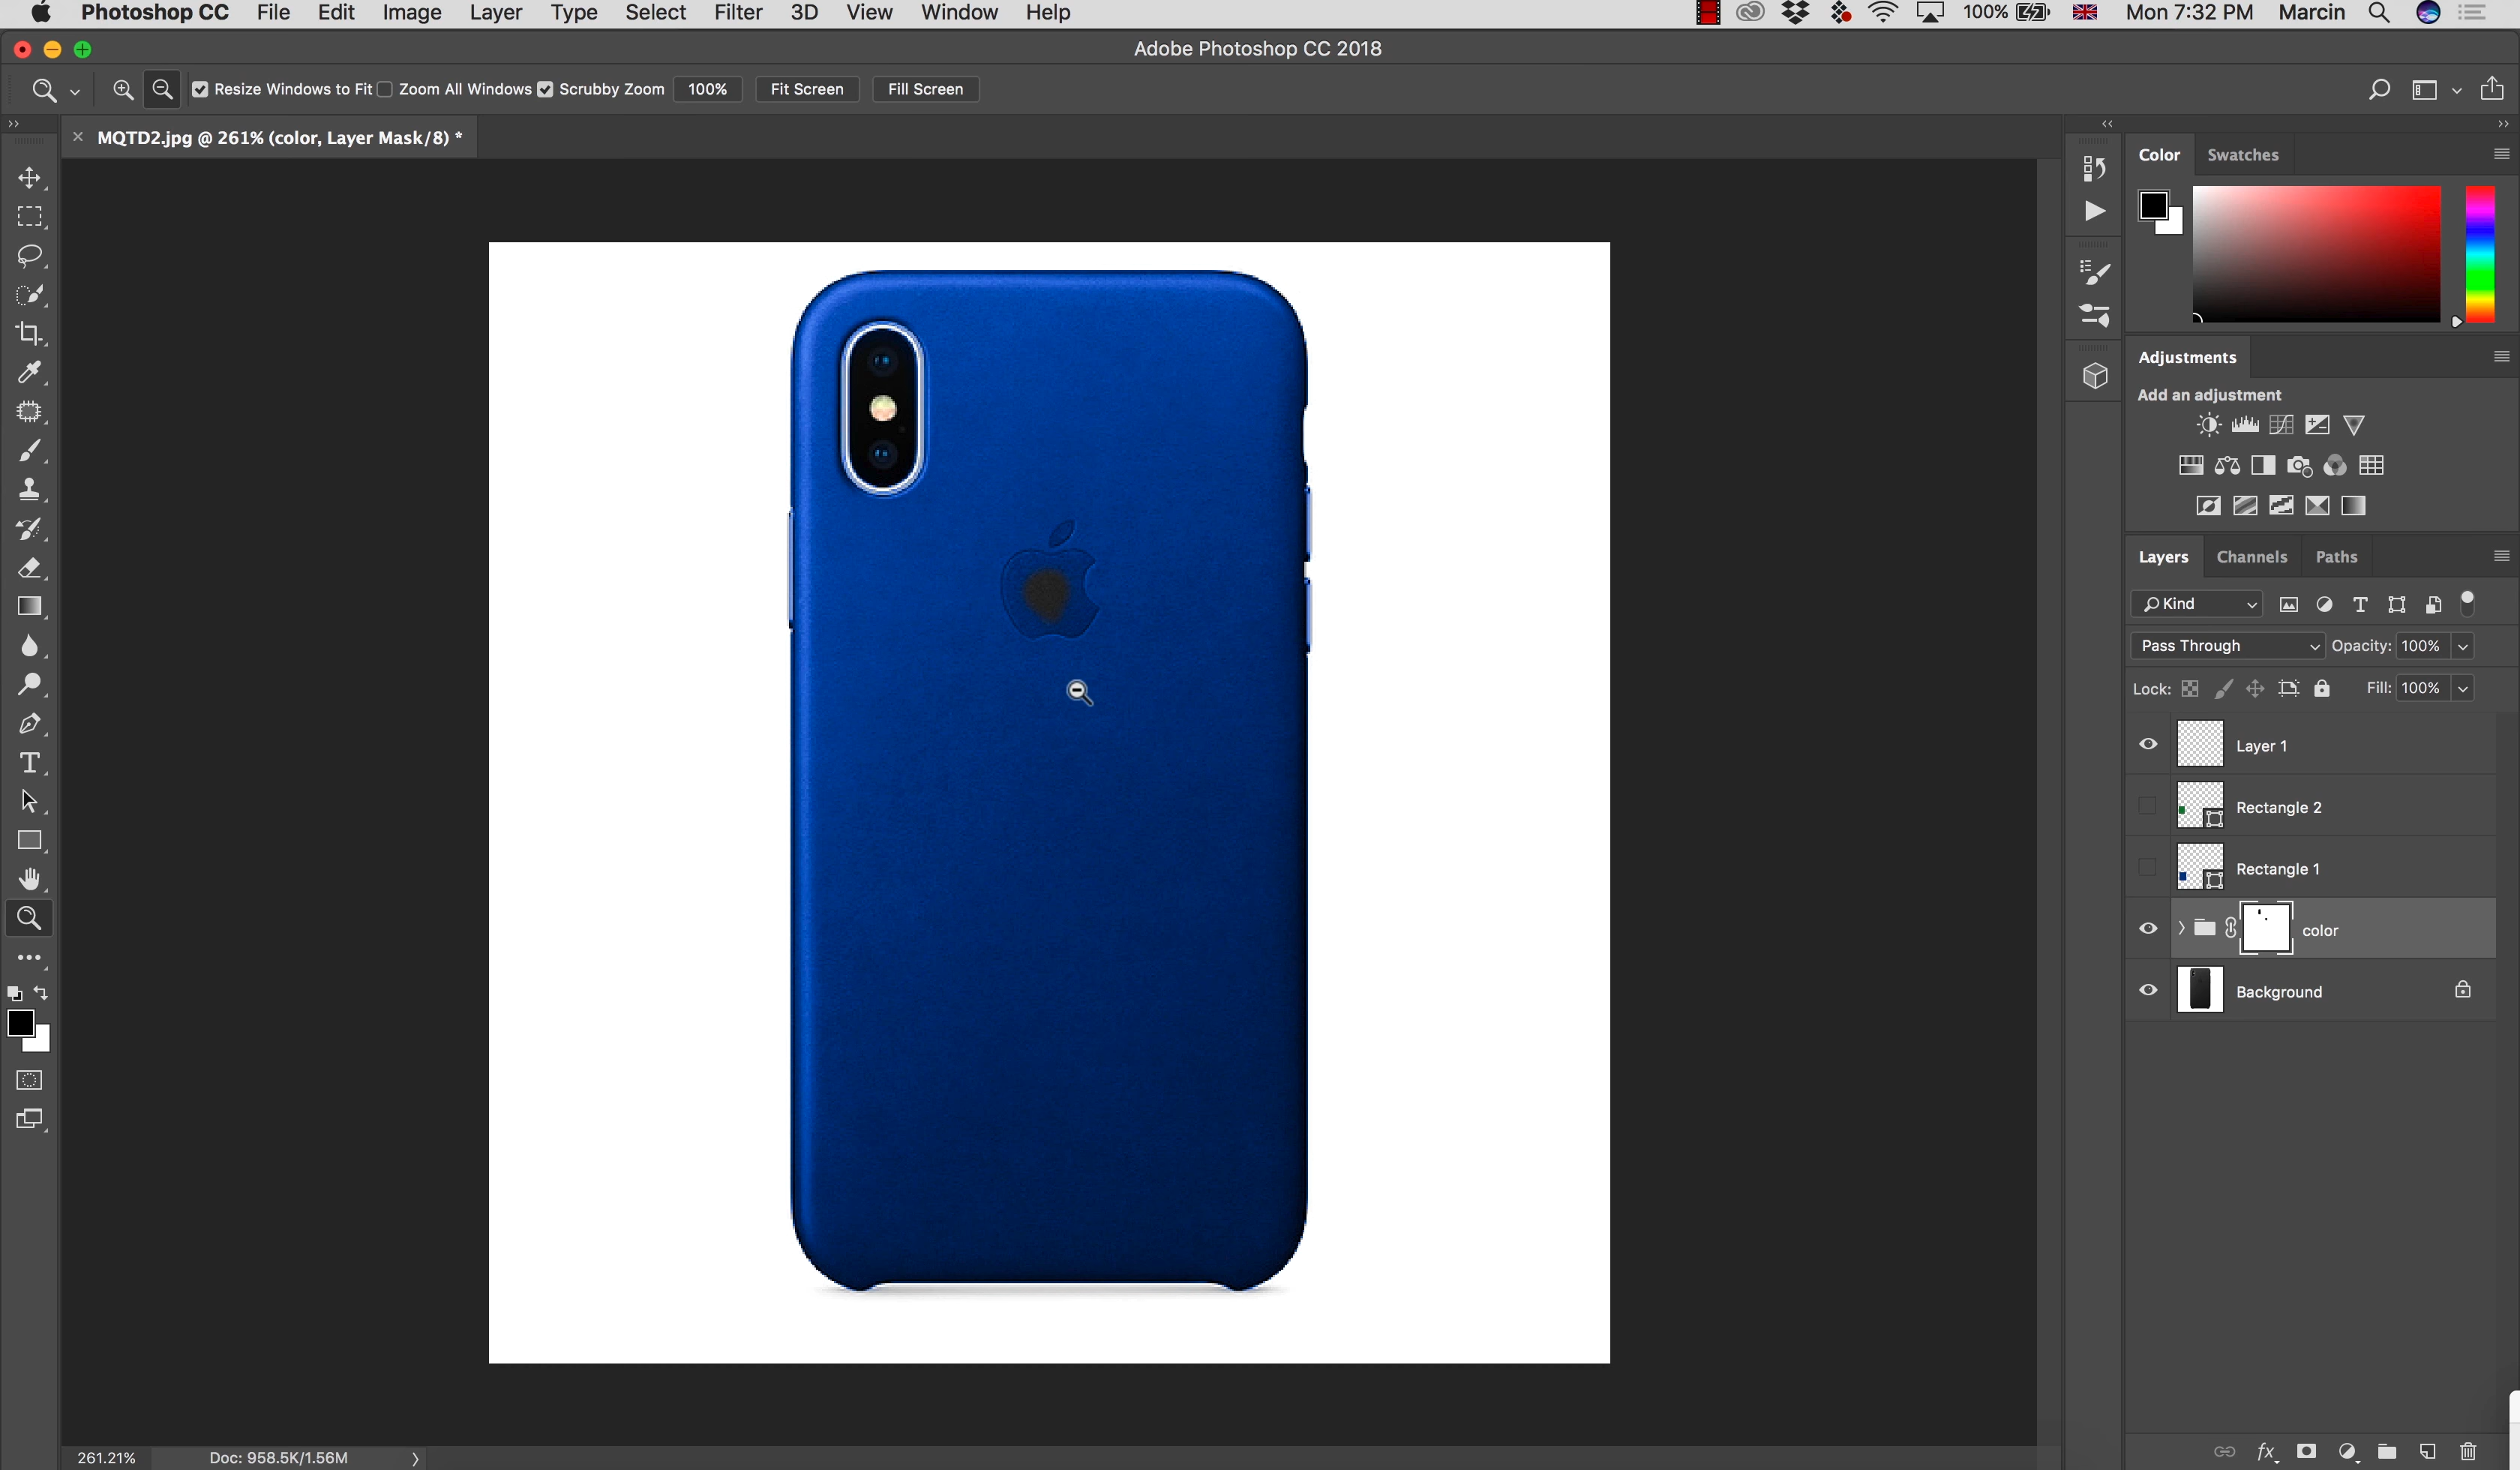 Photoshop CC File Edit Image Layer Type Select Filter 3D View Window Help 100% Mon 7:32 PM Marcin
Adobe Photoshop CC 2018
Resize Windows to Fit Zoom All Windows Scrubby Zoom 100% Fit Screen Fill Screen
MQTD2.jpg @ 261% (color, Layer Mask/8) *
Color Swatches
Adjustments
Add an adjustment
Layers Channels Paths
Kind
Pass Through Opacity: 100%
Lock: Fill: 100%
Layer 1
Rectangle 2
Rectangle 1
color
Background
261.21% Doc: 958.5K/1.56M